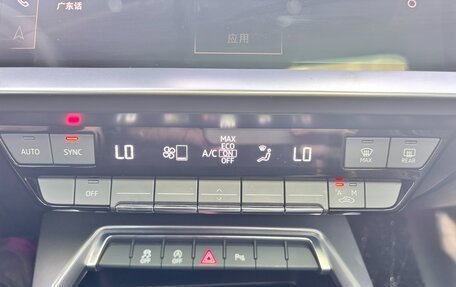 广东话
应用
AUTO
SYNC
LO
MAX
ECO
A/C ON
OFF
LO
MAX
REAR
OFF
A M
OFF
OFF
P